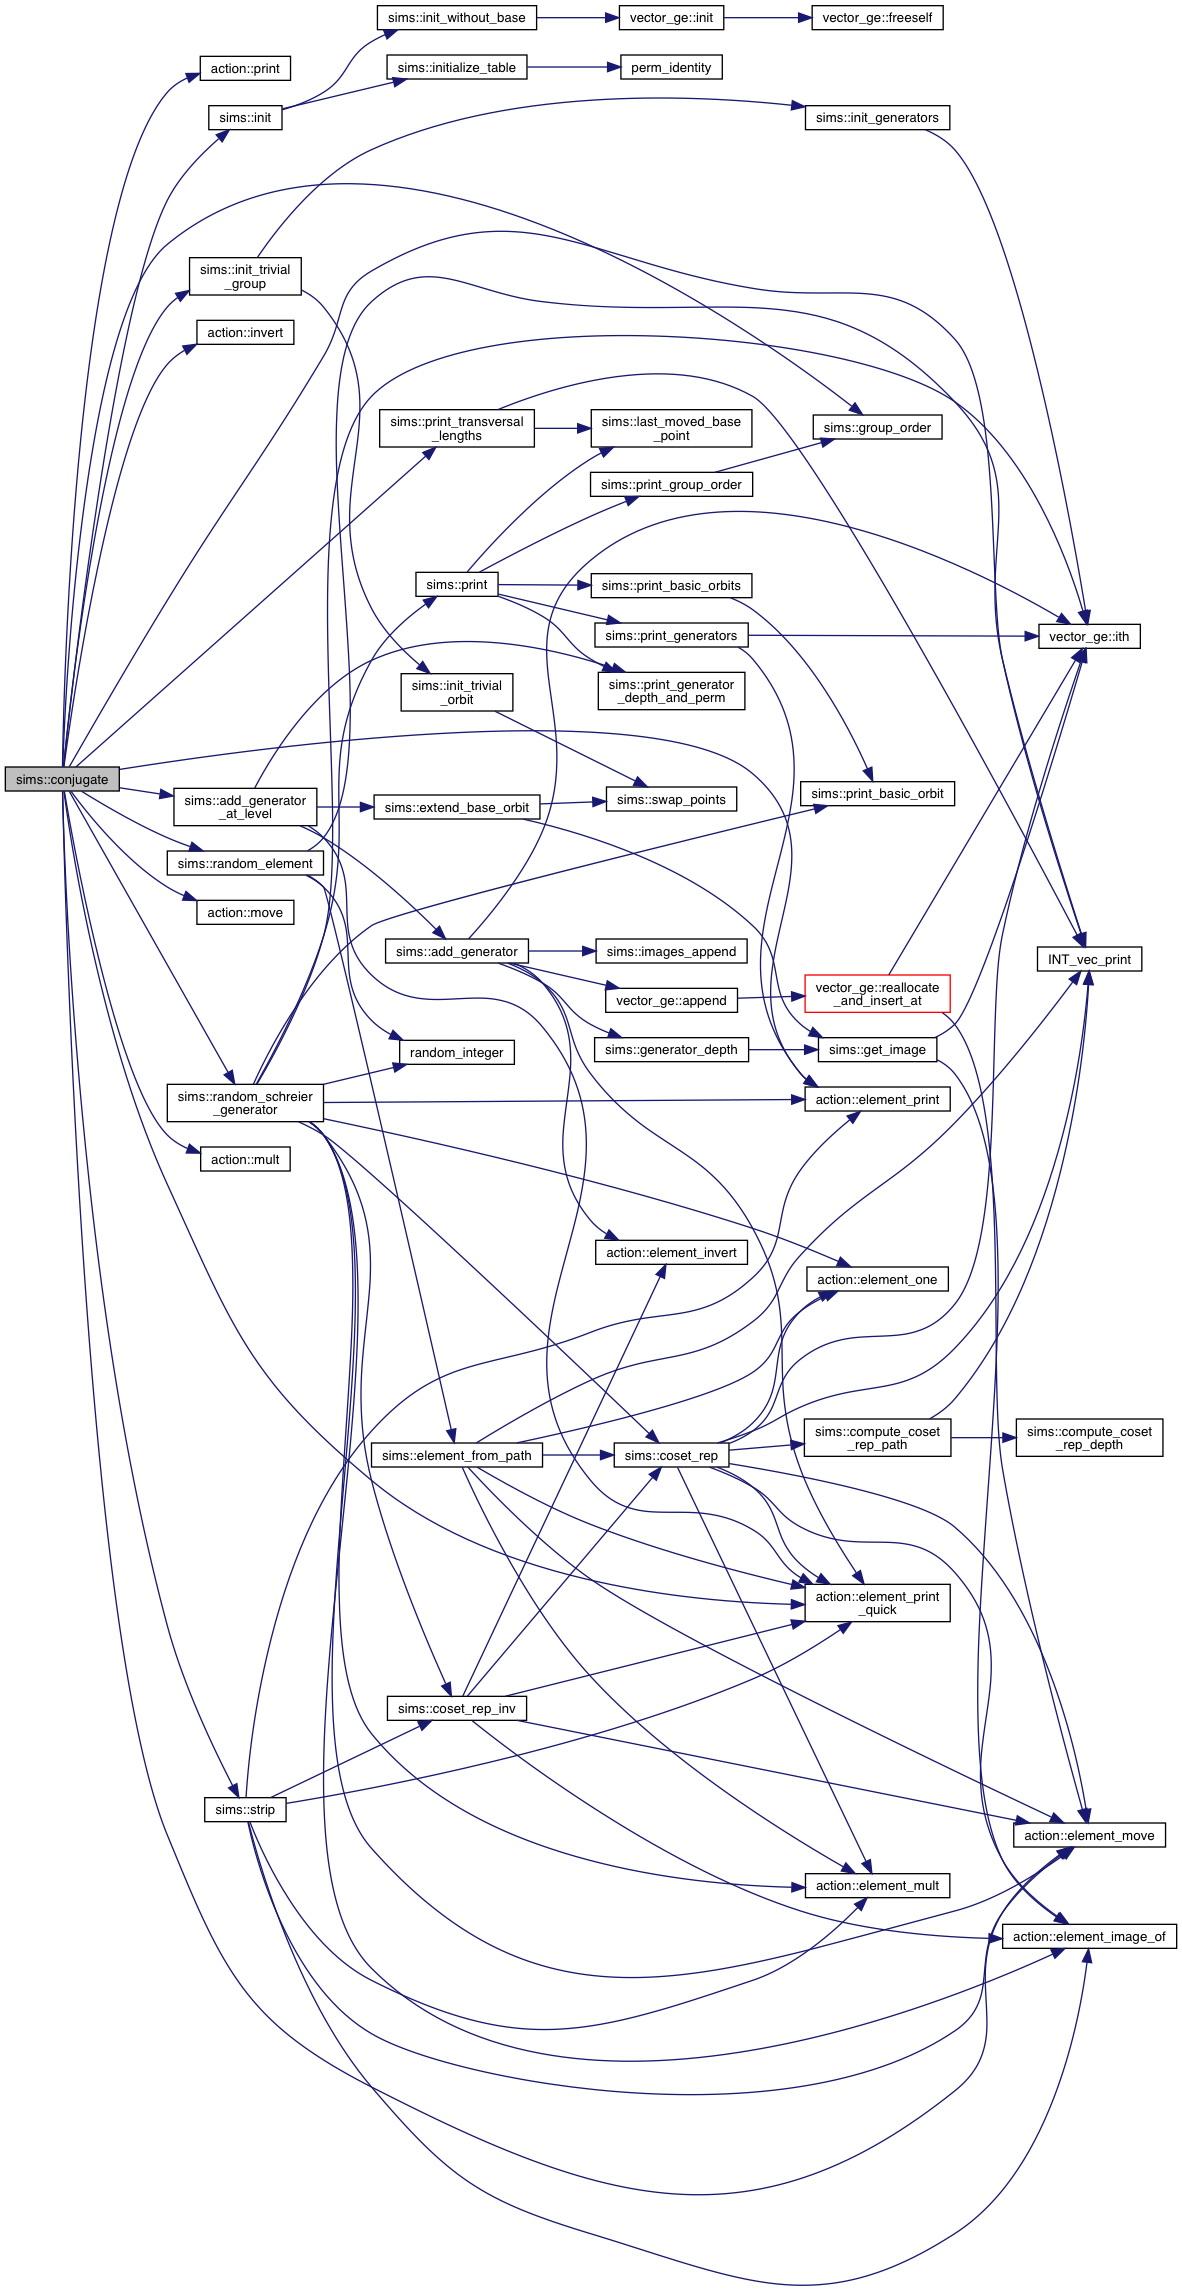 sims::init_without_base
vector_ge::init
vector_ge::freeself
action::print
sims::initialize_table
perm_identity
sims::init
sims::init_generators
sims::init_trivial
_group
action::invert
sims::print_transversal
_lengths
sims::last_moved_base
_point
sims::group_order
sims::print_group_order
sims::print
sims::print_basic_orbits
sims::print_generators
vector_ge::ith
sims::init_trivial
_orbit
sims::print_generator
_depth_and_perm
sims::conjugate
sims::add_generator
_at_level
sims::extend_base_orbit
sims::swap_points
sims::print_basic_orbit
sims::random_element
action::move
sims::add_generator
sims::images_append
INT_vec_print
vector_ge::append
vector_ge::reallocate
_and_insert_at
random_integer
sims::generator_depth
sims::get_image
sims::random_schreier
_generator
action::element_print
action::mult
action::element_invert
action::element_one
sims::element_from_path
sims::coset_rep
sims::compute_coset
_rep_path
sims::compute_coset
_rep_depth
action::element_print
_quick
sims::coset_rep_inv
sims::strip
action::element_move
action::element_mult
action::element_image_of